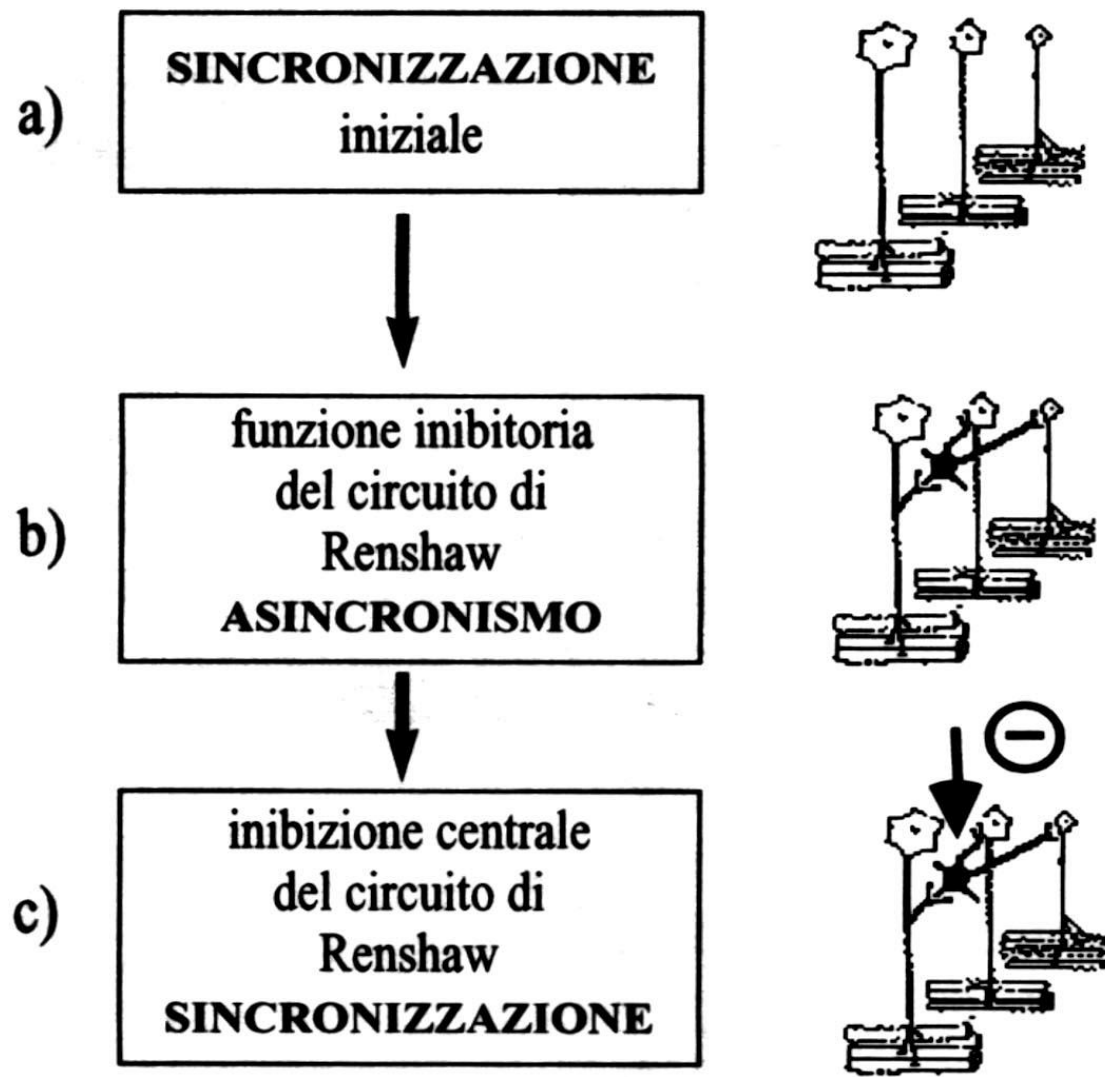 a)
SINCRONIZZAZIONE
iniziale
b)
funzione inibitoria
del circuito di
Renshaw
ASINCRONISMO
c)
inibizione centrale
del circuito di
Renshaw
SINCRONIZZAZIONE